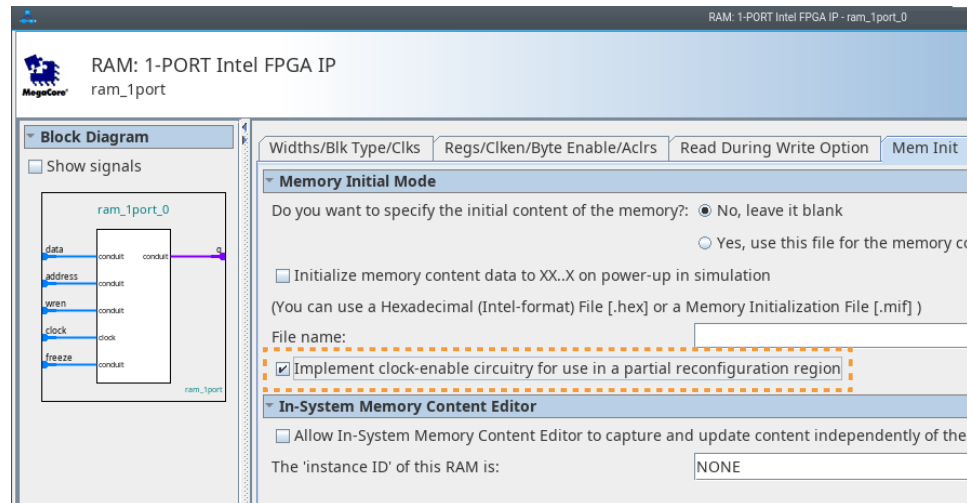 RAM: 1-PORT Intel FPGA IP - ram_1port_0
RAM: 1-PORT Intel FPGA IP
ram_1port
MegaCore'
Block Diagram
Show signals
ram_1port_0
data
conduit
conduit
q
address
conduit
wren
conduit
clock
clock
freeze
conduit
ram_1port
Widths/Blk Type/Clks
Regs/Clken/Byte Enable/Aclrs
Read During Write Option
Mem Init
Memory Initial Mode
Do you want to specify the initial content of the memory?: No, leave it blank
Yes, use this file for the memory co
Initialize memory content data to XX..X on power-up in simulation
(You can use a Hexadecimal (Intel-format) File [.hex] or a Memory Initialization File [.mif] )
File name:
Implement clock-enable circuitry for use in a partial reconfiguration region
In-System Memory Content Editor
Allow In-System Memory Content Editor to capture and update content independently of the
The 'instance ID' of this RAM is: NONE